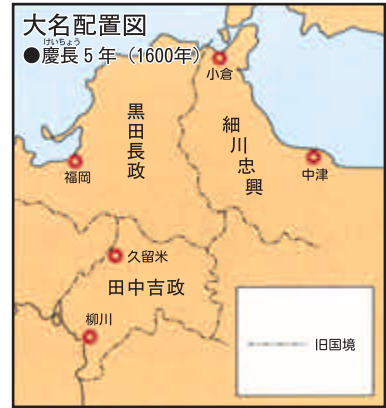 大名配置図
けいちょう
●慶長5年（1600年）
小倉
黒田長政
細川忠興
福岡
中津
久留米
田中吉政
柳川
旧国境